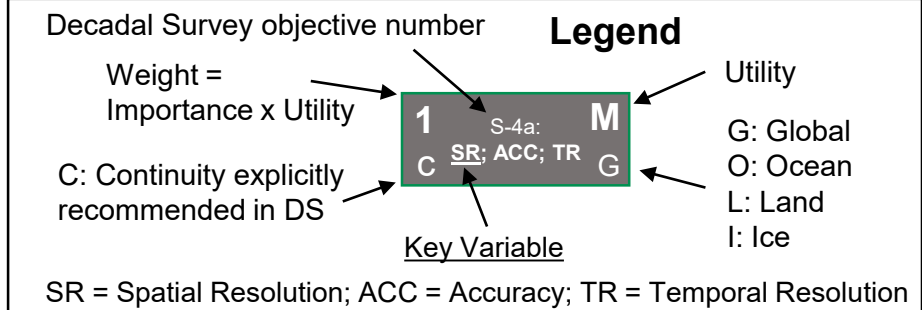 Decadal Survey objective number
Legend
Weight =
Importance x Utility
Utility
1
S-4a:
M
SR; ACC; TR
C
G
C: Continuity explicitly
recommended in DS
G: Global
O: Ocean
L: Land
I: Ice
Key Variable
SR = Spatial Resolution; ACC = Accuracy; TR = Temporal Resolution